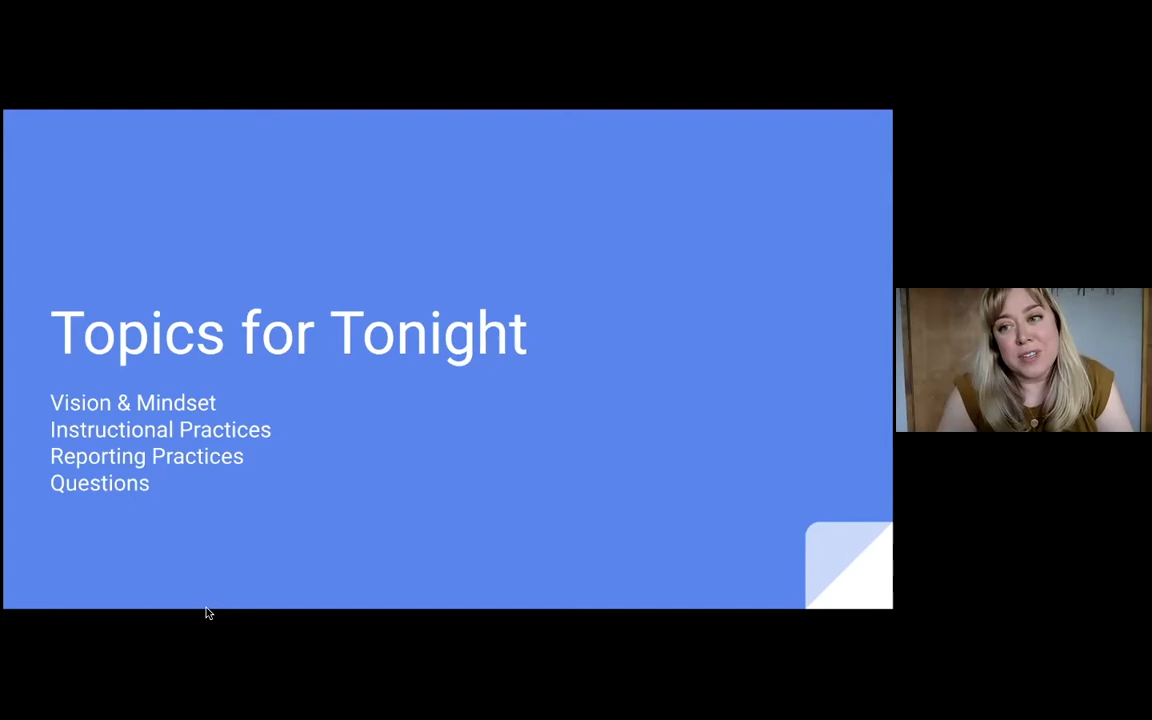 Topics for Tonight
Vision & Mindset
Instructional Practices
Reporting Practices
Questions